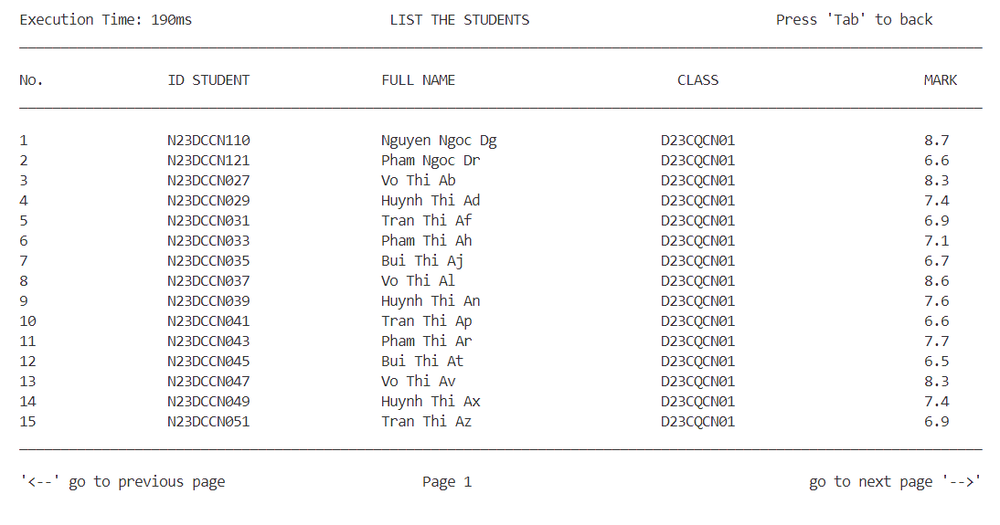 Execution Time: 190ms LIST THE STUDENTS Press 'Tab' to back
No. ID STUDENT FULL NAME CLASS MARK
1 N23DCCN110 Nguyen Ngoc Dg D23CQCN01 8.7
2 N23DCCN121 Pham Ngoc Dr D23CQCN01 6.6
3 N23DCCN027 Vo Thi Ab D23CQCN01 8.3
4 N23DCCN029 Huynh Thi Ad D23CQCN01 7.4
5 N23DCCN031 Tran Thi Af D23CQCN01 6.9
6 N23DCCN033 Pham Thi Ah D23CQCN01 7.1
7 N23DCCN035 Bui Thi Aj D23CQCN01 6.7
8 N23DCCN037 Vo Thi Al D23CQCN01 8.6
9 N23DCCN039 Huynh Thi An D23CQCN01 7.6
10 N23DCCN041 Tran Thi Ap D23CQCN01 6.6
11 N23DCCN043 Pham Thi Ar D23CQCN01 7.7
12 N23DCCN045 Bui Thi At D23CQCN01 6.5
13 N23DCCN047 Vo Thi Av D23CQCN01 8.3
14 N23DCCN049 Huynh Thi Ax D23CQCN01 7.4
15 N23DCCN051 Tran Thi Az D23CQCN01 6.9
'<--' go to previous page Page 1 go to next page '-->'